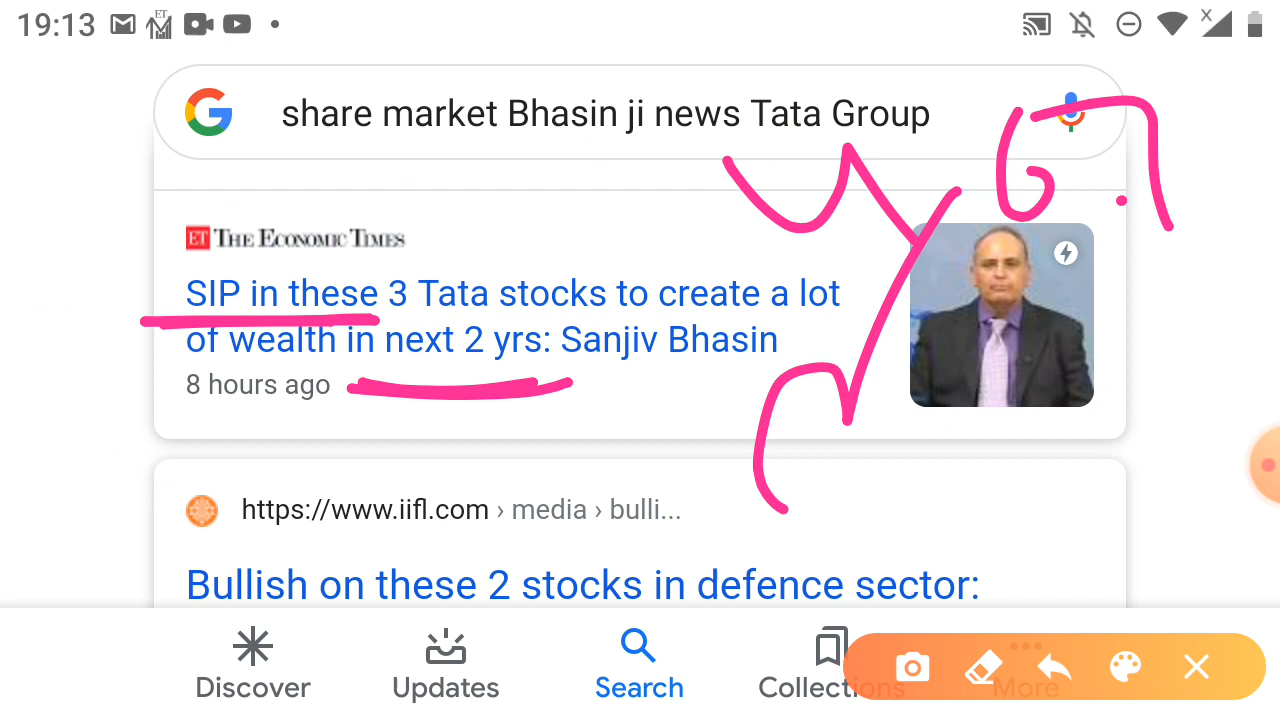 19:13
share market Bhasin ji news Tata Group
ET THE ECONOMIC TIMES
SIP in these 3 Tata stocks to create a lot
of wealth in next 2 yrs: Sanjiv Bhasin
8 hours ago
https://www.iifl.com › media › bulli...
Bullish on these 2 stocks in defence sector:
Discover Updates Search Collections More